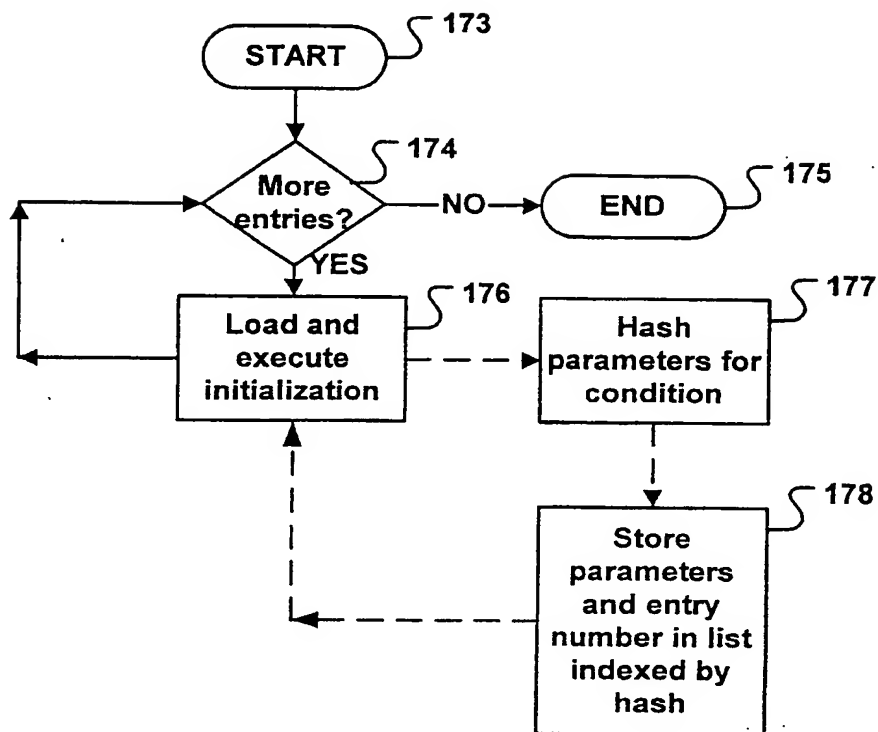 START
173
174
More
entries?
NO
END
175
YES
176
Load and
execute
initialization
177
Hash
parameters for
condition
178
Store
parameters
and entry
number in list
indexed by
hash